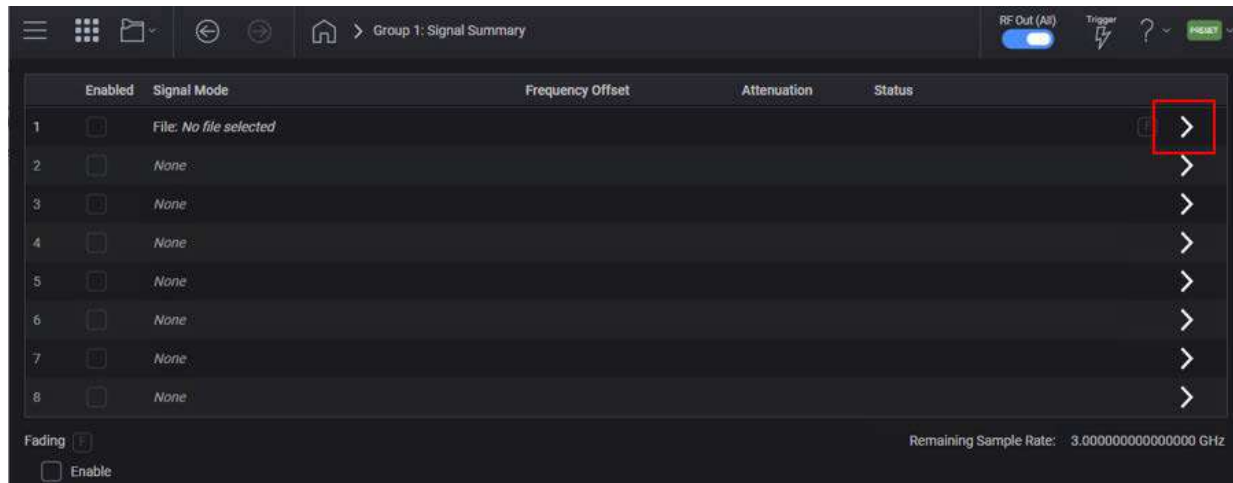 Group 1: Signal Summary
RF Out (All)
Trigger
?
PRESET
Enabled Signal Mode Frequency Offset Attenuation Status
1 File: No file selected F
2 None
3 None
4 None
5 None
6 None
7 None
8 None
Fading F
Remaining Sample Rate: 3.000000000000000 GHz
Enable